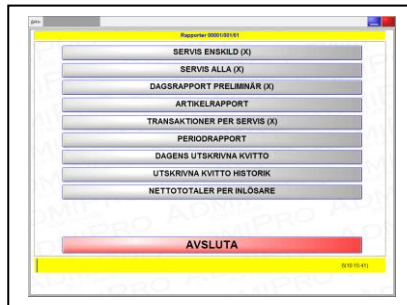 Rapporter 00001/001/01
SERVIS ENSKILD (X)
SERVIS ALLA (X)
DAGSRAPPORT PRELIMINÄR (X)
ARTIKELRAPPORT
TRANSAKTIONER PER SERVIS (X)
PERIODRAPPORT
DAGENS UTSKRIVNA KVITTO
UTSKRIVNA KVITTO HISTORIK
NETTOTOTALER PER INLÖSARE
ADMIPRO
AVSLUTA